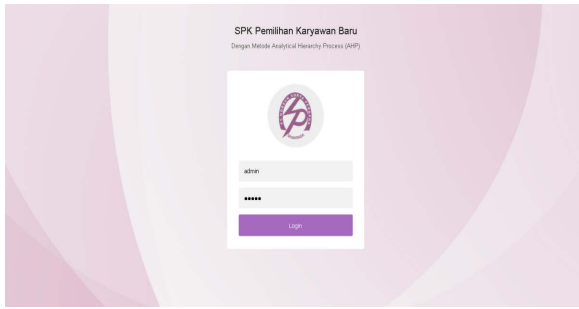 SPK Pemilihan Karyawan Baru
Dengan Metode Analytical Hierarchy Process (AHP)
admin
•••••
Login